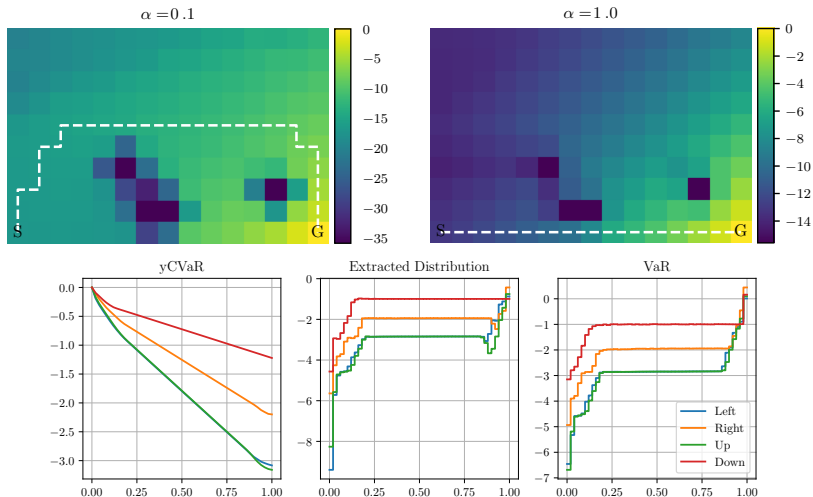 α = 0.1
α = 1.0
0
−5
−10
−15
−20
−25
−30
−35
S
G
0
−2
−4
−6
−8
−10
−12
−14
S
G
yCVaR
Extracted Distribution
VaR
0.0
−0.5
−1.0
−1.5
−2.0
−2.5
−3.0
0.00 0.25 0.50 0.75 1.00
0
−2
−4
−6
−8
0.00 0.25 0.50 0.75 1.00
0
−1
−2
−3
−4
−5
−6
−7
0.00 0.25 0.50 0.75 1.00
Left
Right
Up
Down